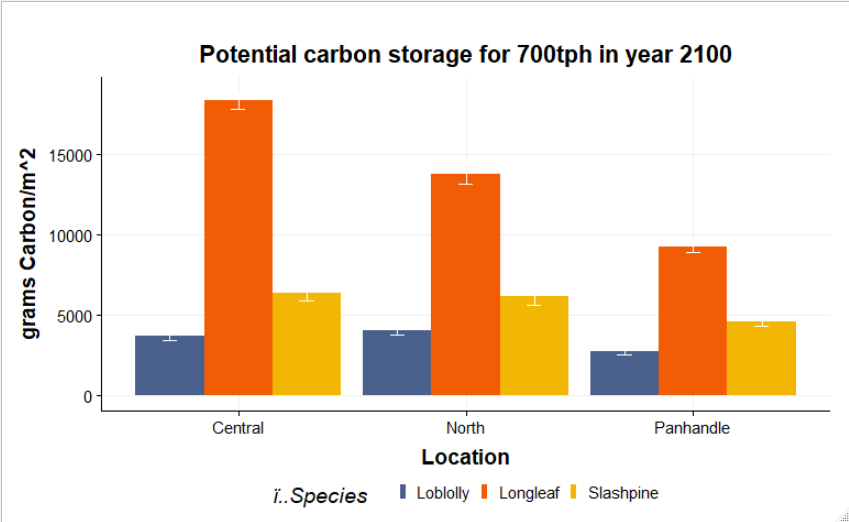 Potential carbon storage for 700tph in year 2100
grams Carbon/m^2
15000
10000
5000
0
Central North Panhandle
Location
ï..Species Loblolly Longleaf Slashpine